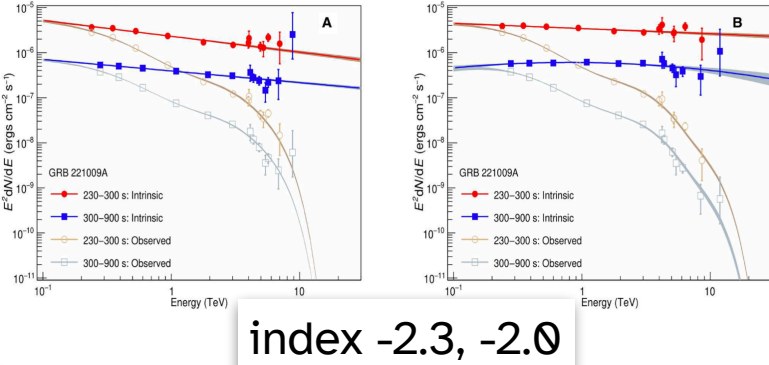 10⁻⁵
10⁻⁶
10⁻⁷
10⁻⁸
10⁻⁹
10⁻¹⁰
10⁻¹¹
E²dN/dE (ergs cm⁻² s⁻¹)
A
GRB 221009A
230–300 s: Intrinsic
300–900 s: Intrinsic
230–300 s: Observed
300–900 s: Observed
10⁻¹ 1 10
Energy (TeV)
10⁻⁵
10⁻⁶
10⁻⁷
10⁻⁸
10⁻⁹
10⁻¹⁰
10⁻¹¹
E²dN/dE (ergs cm⁻² s⁻¹)
B
GRB 221009A
230–300 s: Intrinsic
300–900 s: Intrinsic
230–300 s: Observed
300–900 s: Observed
10⁻¹ 1 10
Energy (TeV)
index -2.3, -2.0